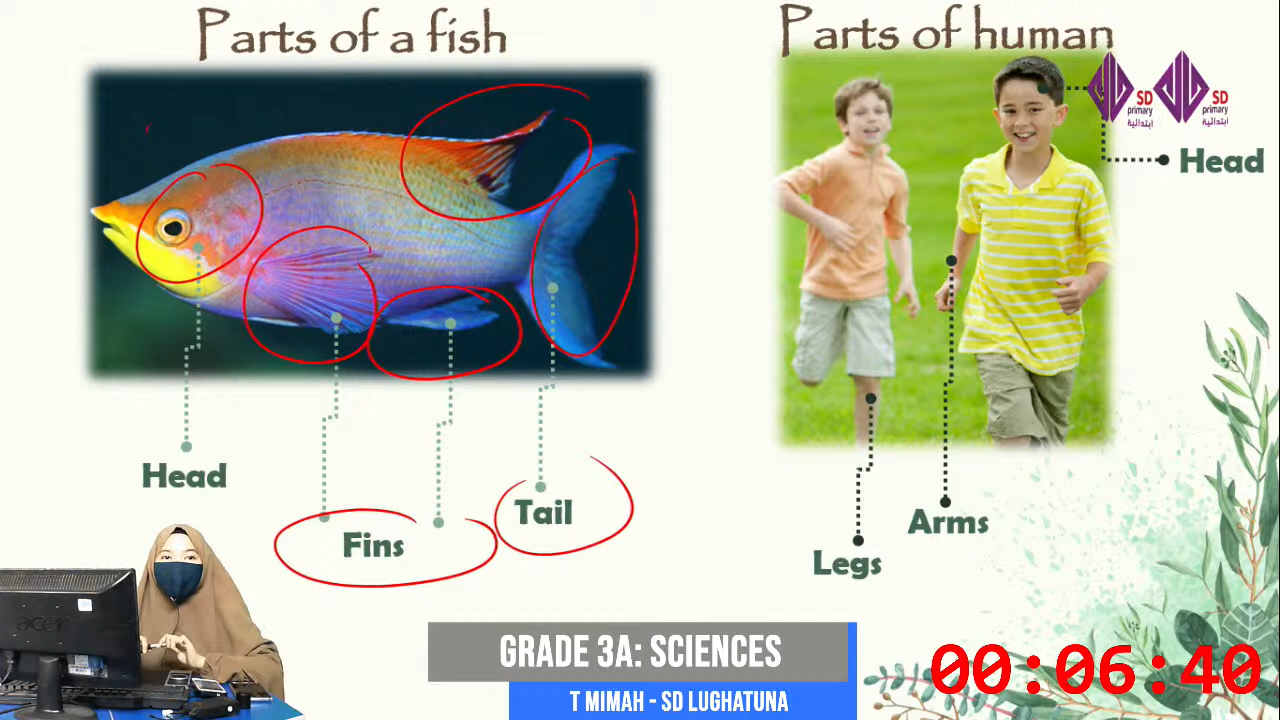 Parts of a fish
Parts of human
SD
primary
ابتدائية
SD
primary
ابتدائية
Head
Head
Fins
Tail
Arms
Legs
acer
GRADE 3A: SCIENCES
T MIMAH - SD LUGHATUNA
00:06:40